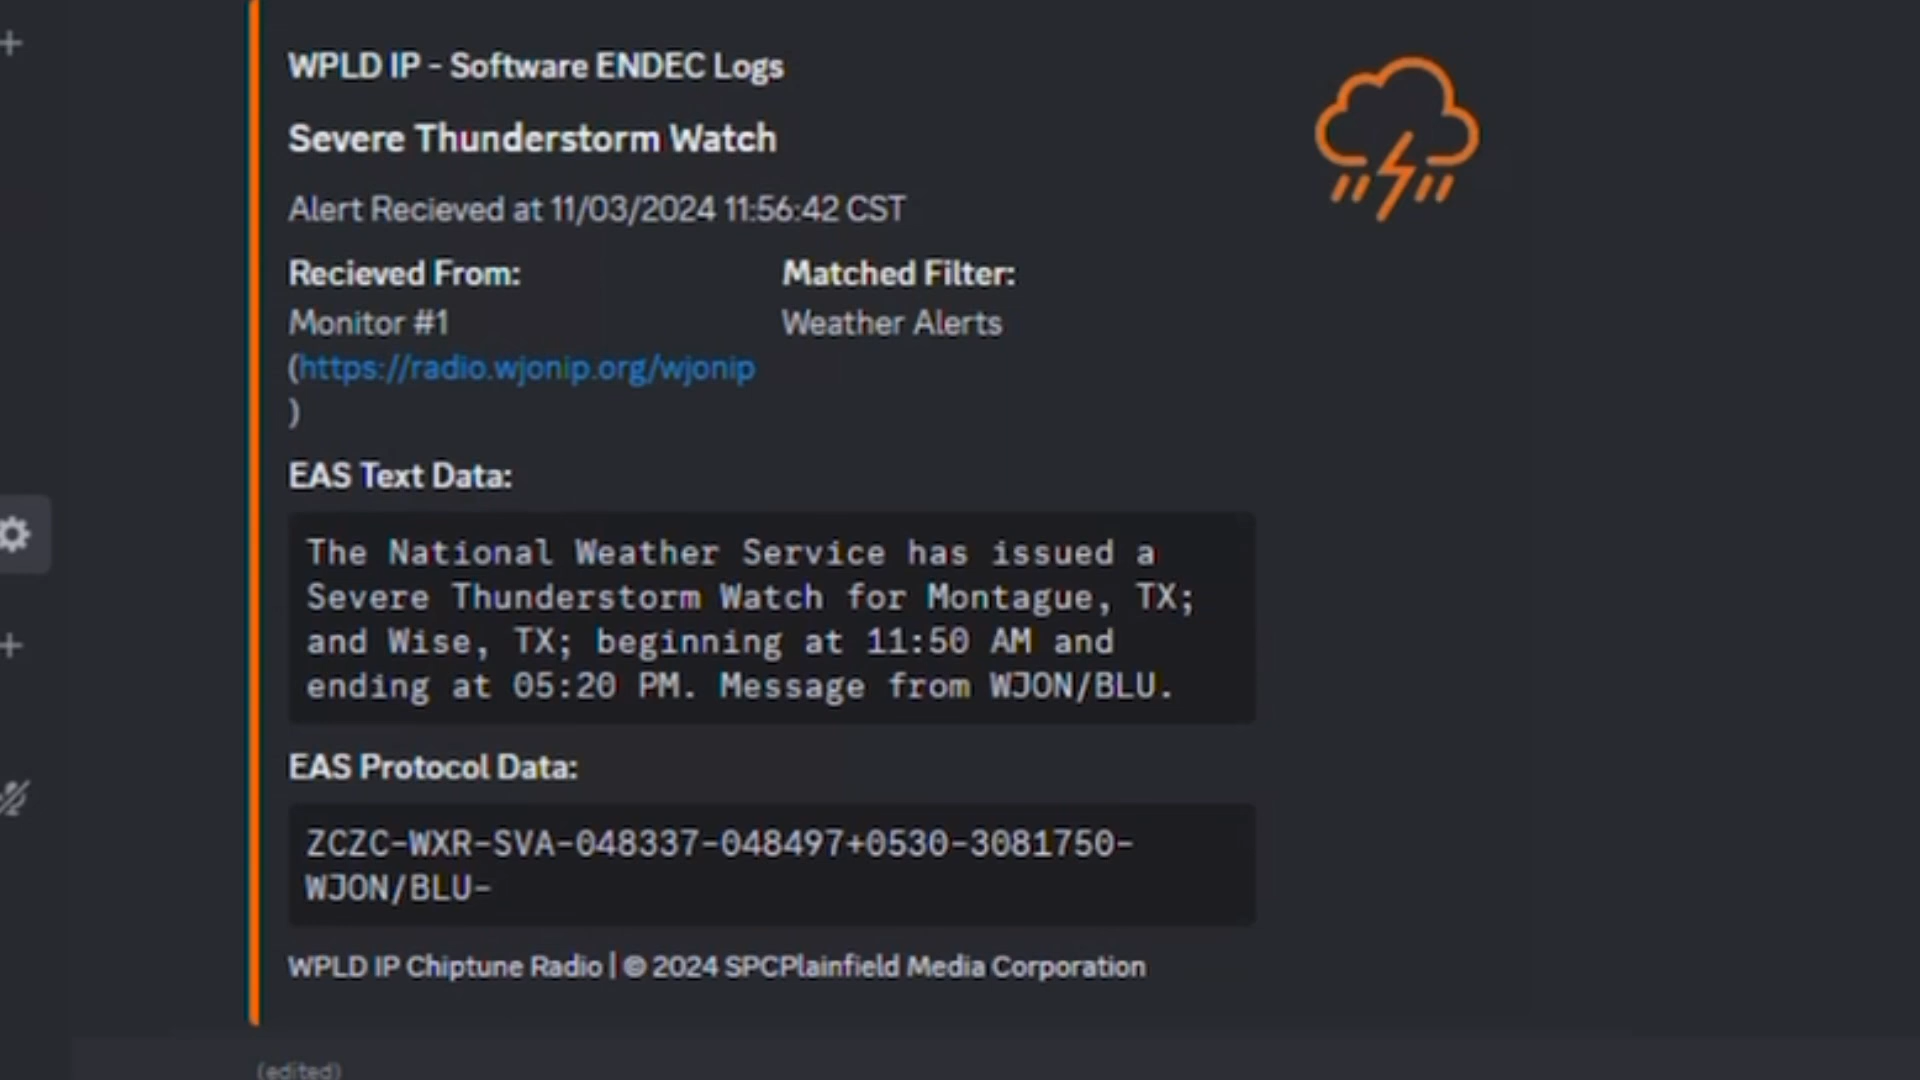 WPLD IP - Software ENDEC Logs
Severe Thunderstorm Watch
Alert Recieved at 11/03/2024 11:56:42 CST
Recieved From:
Monitor #1
(https://radio.wjonip.org/wjonip
)
Matched Filter:
Weather Alerts
EAS Text Data:
The National Weather Service has issued a
Severe Thunderstorm Watch for Montague, TX;
and Wise, TX; beginning at 11:50 AM and
ending at 05:20 PM. Message from WJON/BLU.
EAS Protocol Data:
ZCZC-WXR-SVA-048337-048497+0530-3081750-
WJON/BLU-
WPLD IP Chiptune Radio | © 2024 SPCPlainfield Media Corporation
(edited)